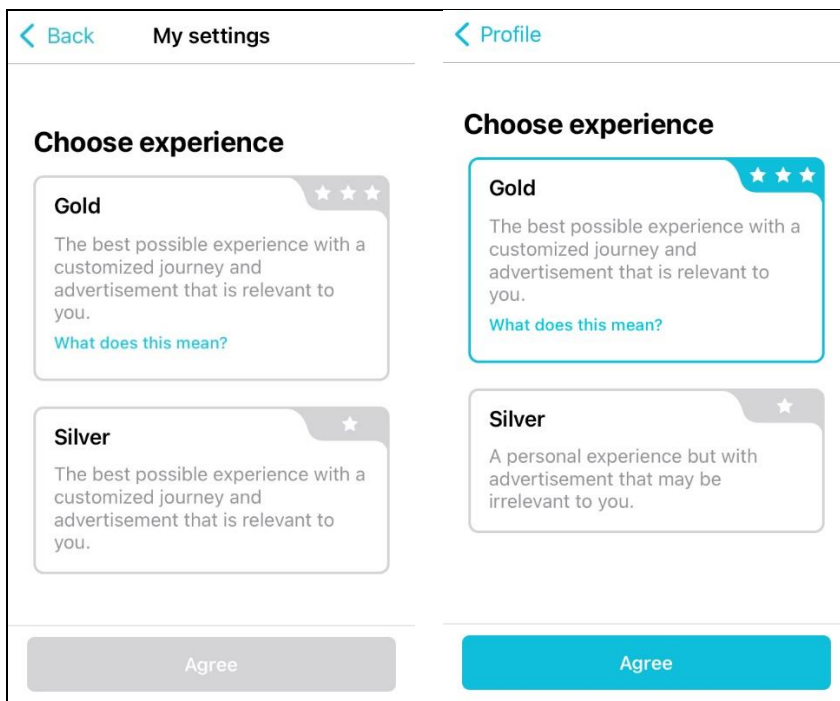 Back
My settings
Choose experience
Gold
The best possible experience with a
customized journey and
advertisement that is relevant to
you.
What does this mean?
Silver
The best possible experience with a
customized journey and
advertisement that is relevant to
you.
Agree
Profile
Choose experience
Gold
The best possible experience with a
customized journey and
advertisement that is relevant to
you.
What does this mean?
Silver
A personal experience but with
advertisement that may be
irrelevant to you.
Agree